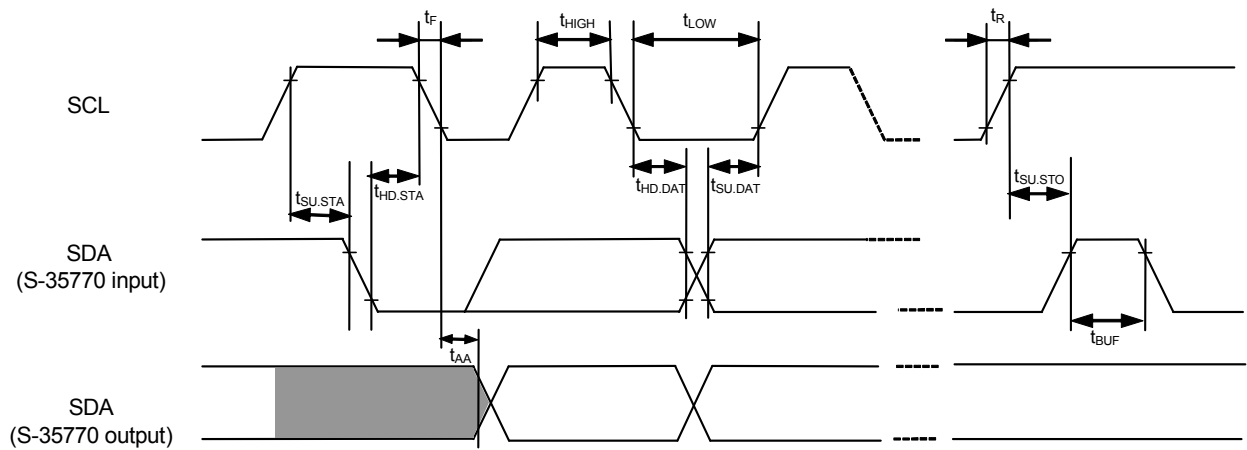 tF
tHIGH
tLOW
tR
SCL
tSU.STA
tHD.STA
tHD.DAT
tSU.DAT
tSU.STO
SDA
(S-35770 input)
tAA
tBUF
SDA
(S-35770 output)